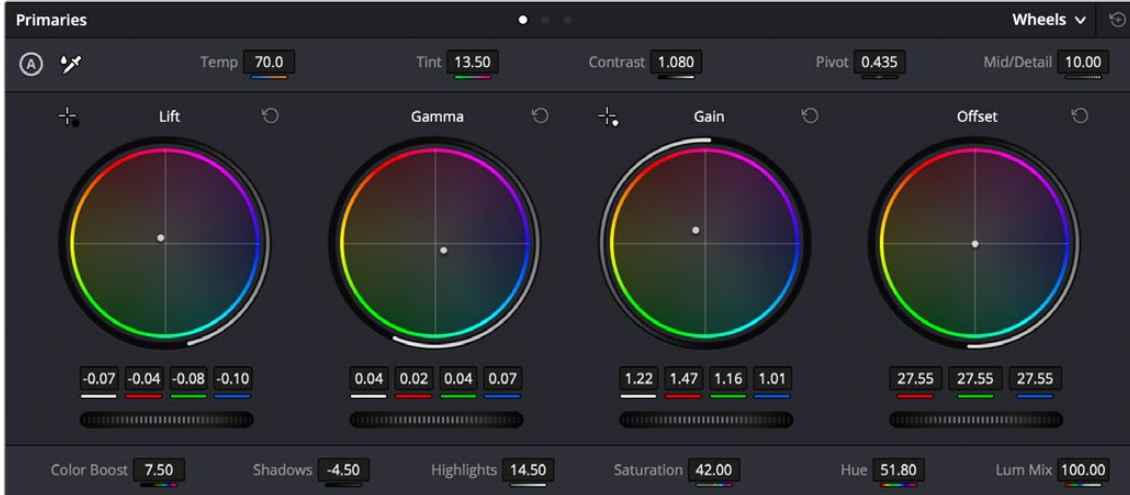 Primaries Wheels
A Temp 70.0 Tint 13.50 Contrast 1.080 Pivot 0.435 Mid/Detail 10.00
Lift Gamma Gain Offset
-0.07 -0.04 -0.08 -0.10 0.04 0.02 0.04 0.07 1.22 1.47 1.16 1.01 27.55 27.55 27.55
Color Boost 7.50 Shadows -4.50 Highlights 14.50 Saturation 42.00 Hue 51.80 Lum Mix 100.00